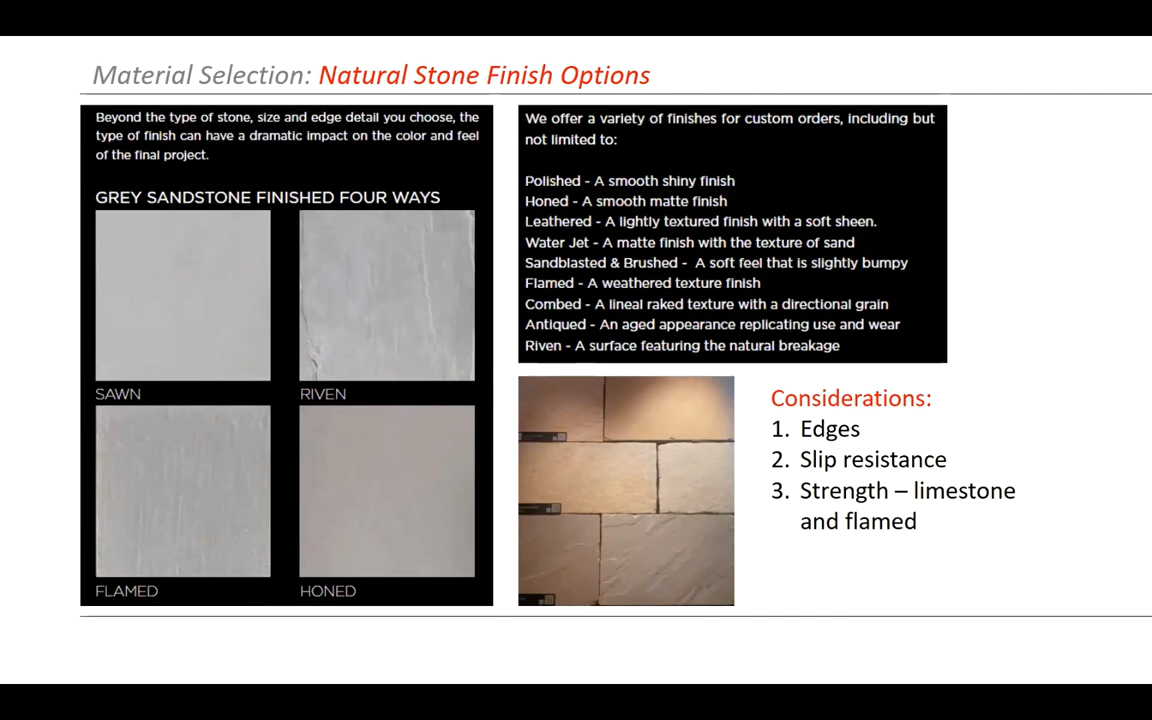 Material Selection: Natural Stone Finish Options
Beyond the type of stone, size and edge detail you choose, the
type of finish can have a dramatic impact on the color and feel
of the final project.
GREY SANDSTONE FINISHED FOUR WAYS
SAWN
RIVEN
FLAMED
HONED
We offer a variety of finishes for custom orders, including but
not limited to:
Polished - A smooth shiny finish
Honed - A smooth matte finish
Leathered - A lightly textured finish with a soft sheen.
Water Jet - A matte finish with the texture of sand
Sandblasted & Brushed - A soft feel that is slightly bumpy
Flamed - A weathered texture finish
Combed - A lineal raked texture with a directional grain
Antiqued - An aged appearance replicating use and wear
Riven - A surface featuring the natural breakage
Considerations:
1. Edges
2. Slip resistance
3. Strength – limestone
and flamed